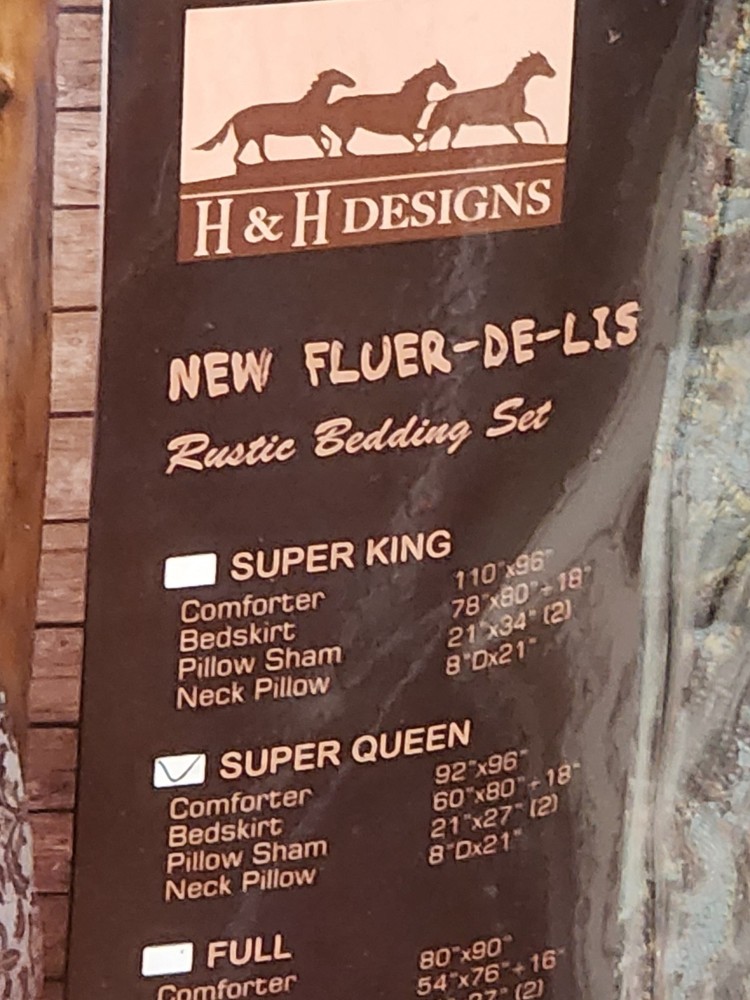 H & H DESIGNS
NEW FLUER-DE-LIS
Rustic Bedding Set
SUPER KING
Comforter 110"x96"
Bedskirt 78"x80"+18"
Pillow Sham 21"x34" (2)
Neck Pillow 8"Dx21"
SUPER QUEEN
Comforter 92"x96"
Bedskirt 60"x80"+18"
Pillow Sham 21"x27" (2)
Neck Pillow 8"Dx21"
FULL
Comforter 80"x90"
54"x76"+16"
(2)